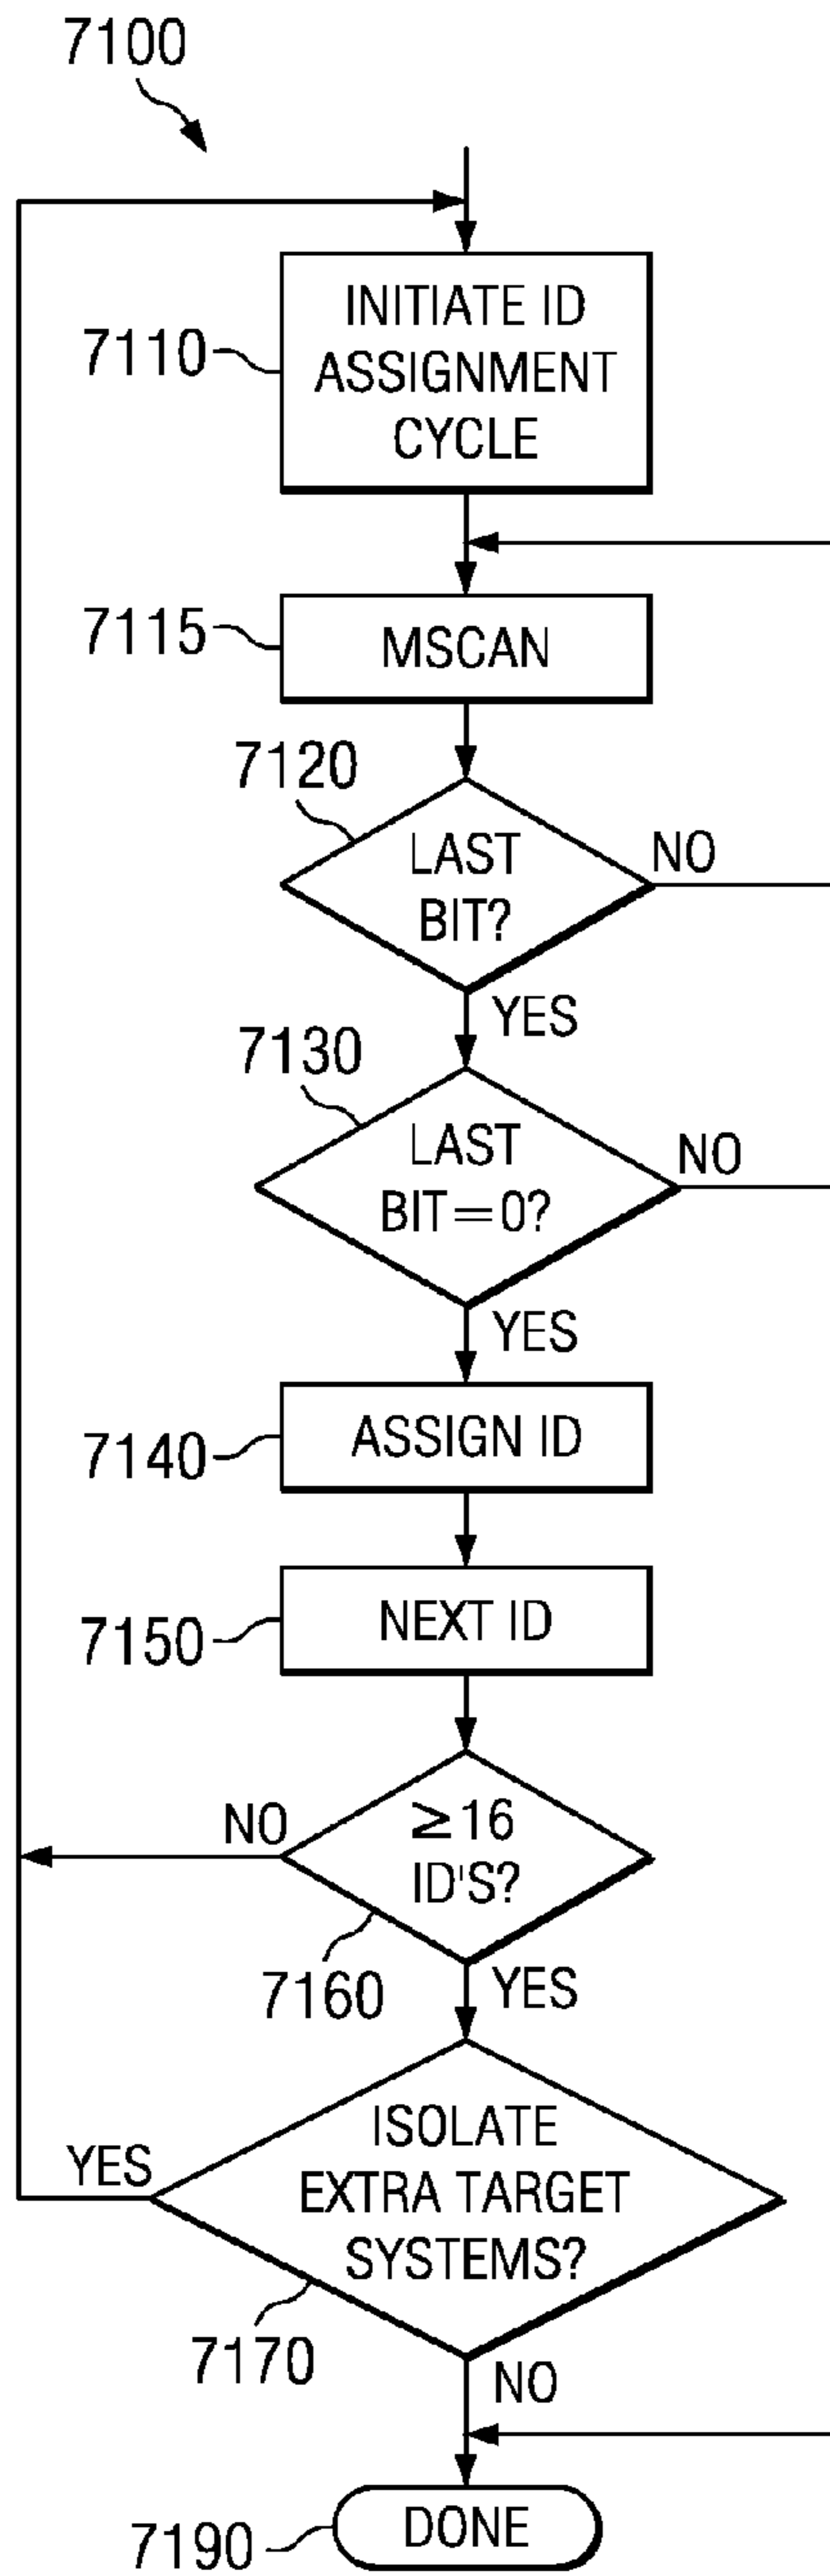 7100
INITIATE ID
ASSIGNMENT
CYCLE
7110
MSCAN
7115
7120
LAST
BIT?
NO
YES
7130
LAST
BIT=0?
NO
YES
ASSIGN ID
7140
NEXT ID
7150
NO
≥16
ID'S?
7160
YES
ISOLATE
EXTRA TARGET
SYSTEMS?
YES
7170
NO
DONE
7190